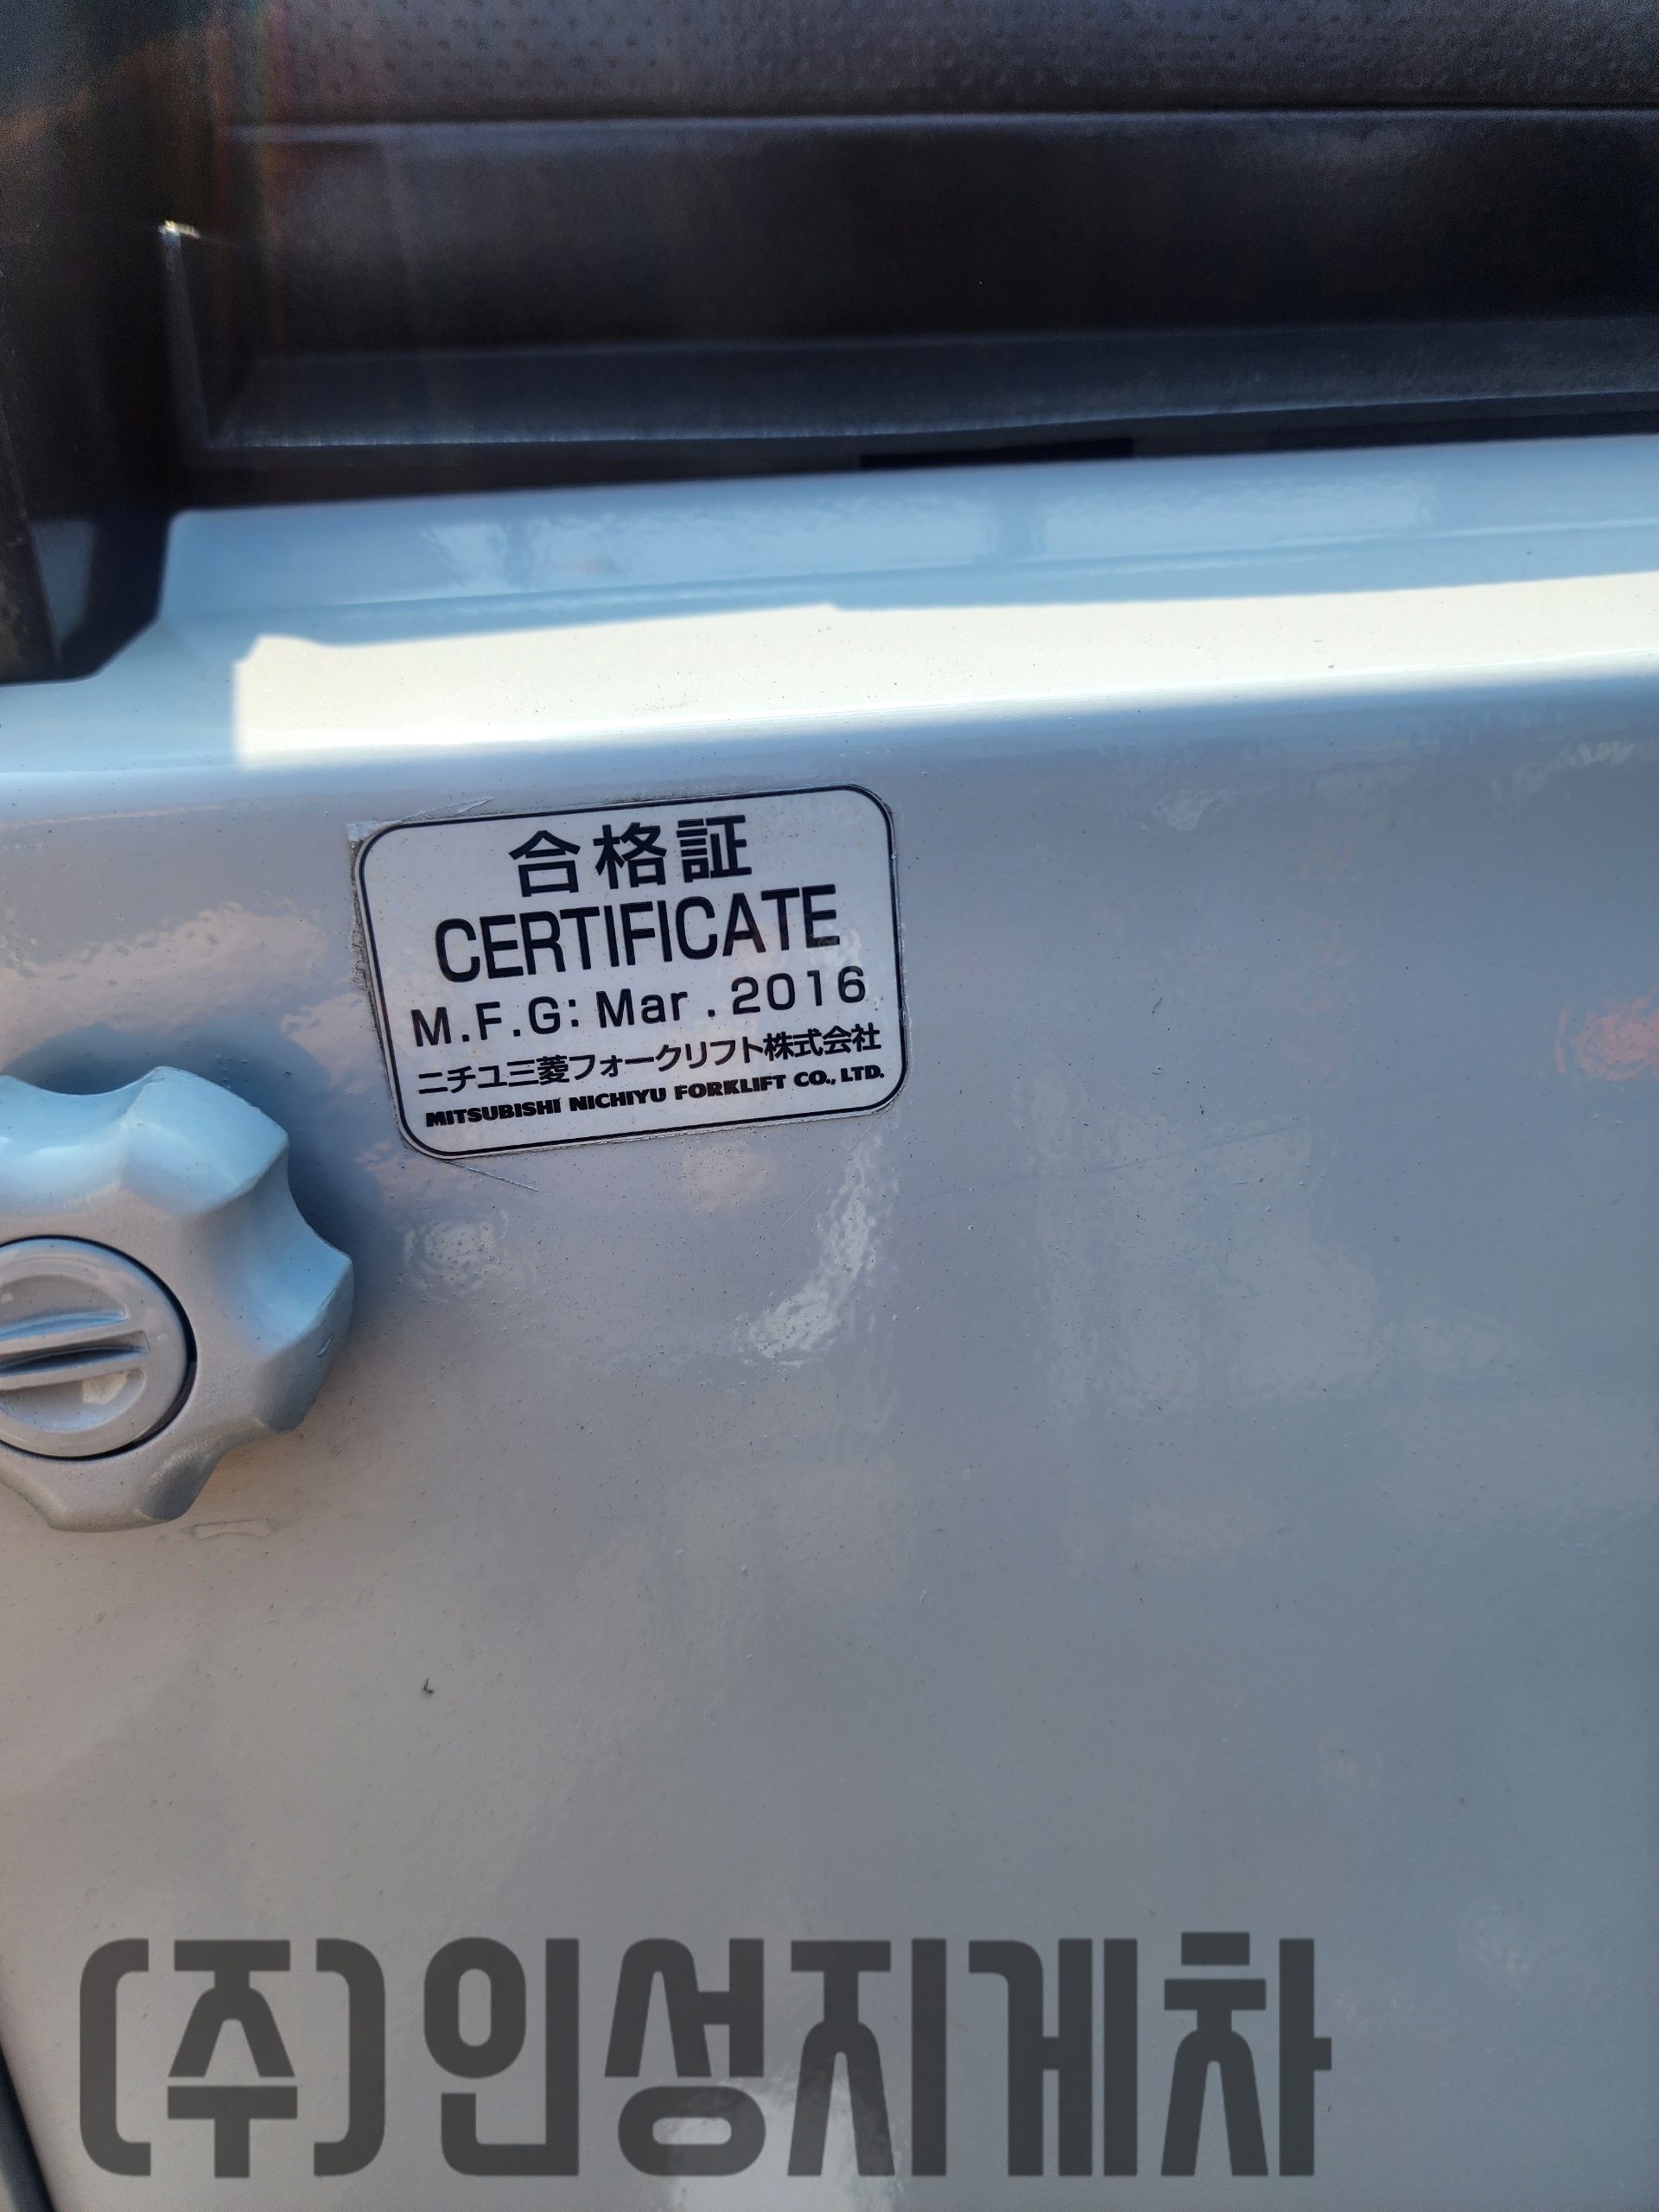 合格証
CERTIFICATE
M.F.G: Mar . 2016
ニチユ三菱フォークリフト株式会社
MITSUBISHI NICHIYU FORKLIFT CO., LTD.
(주)인성지게차